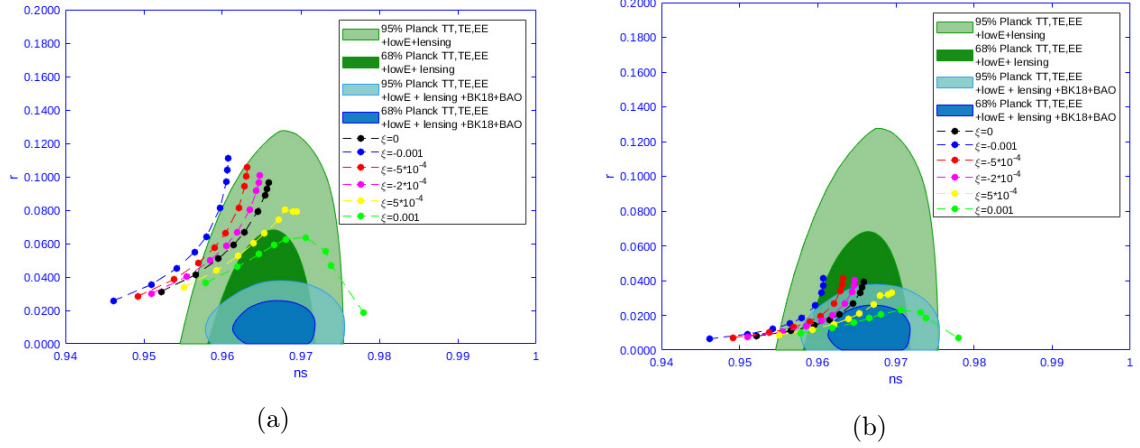 0.2000
0.1800
0.1600
0.1400
0.1200
0.1000
0.0800
0.0600
0.0400
0.0200
0.0000
r
0.94
0.95
0.96
0.97
0.98
0.99
1
ns
95% Planck TT,TE,EE
+lowE+lensing
68% Planck TT,TE,EE
+lowE+ lensing
95% Planck TT,TE,EE
+lowE + lensing +BK18+BAO
68% Planck TT,TE,EE
+lowE + lensing +BK18+BAO
ξ=0
ξ=-0.001
ξ=-5*10⁻⁴
ξ=-2*10⁻⁴
ξ=5*10⁻⁴
ξ=0.001
(a)
0.2000
0.1800
0.1600
0.1400
0.1200
0.1000
0.0800
0.0600
0.0400
0.0200
0.0000
r
0.94
0.95
0.96
0.97
0.98
0.99
1
ns
95% Planck TT,TE,EE
+lowE+lensing
68% Planck TT,TE,EE
+lowE+ lensing
95% Planck TT,TE,EE
+lowE + lensing +BK18+BAO
68% Planck TT,TE,EE
+lowE + lensing +BK18+BAO
ξ=0
ξ=-0.001
ξ=-5*10⁻⁴
ξ=-2*10⁻⁴
ξ=5*10⁻⁴
ξ=0.001
(b)